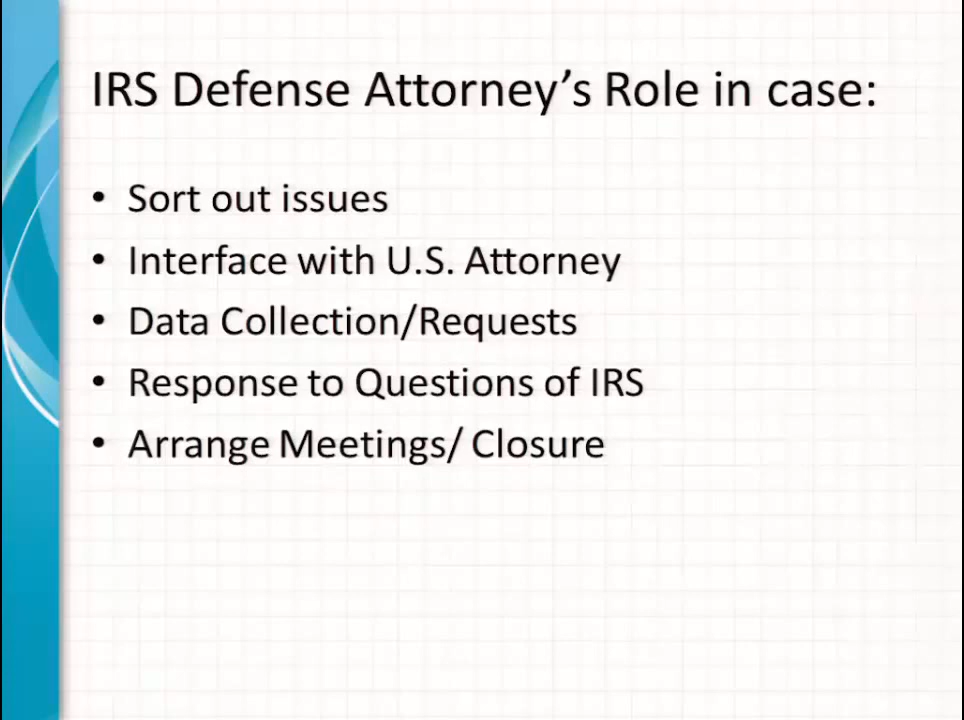 IRS Defense Attorney’s Role in case:
• Sort out issues
• Interface with U.S. Attorney
• Data Collection/Requests
• Response to Questions of IRS
• Arrange Meetings/ Closure